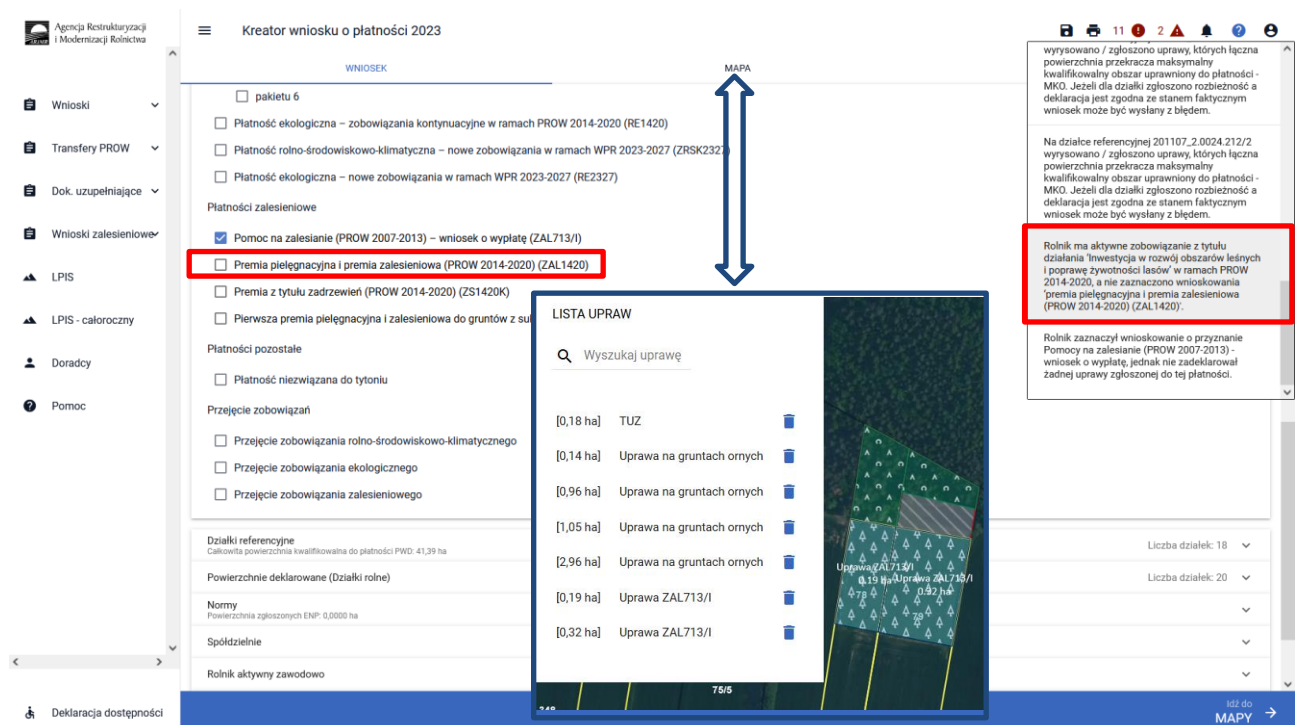 Agencja Restrukturyzacji
i Modernizacji Rolnictwa
Kreator wniosku o płatności 2023
11
2
WNIOSEK
MAPA
Wnioski
Transfery PROW
Dok. uzupełniające
Wnioski zalesieniowe
LPIS
LPIS - całoroczny
Doradcy
Pomoc
Deklaracja dostępności
pakietu 6
Płatność ekologiczna – zobowiązania kontynuacyjne w ramach PROW 2014-2020 (RE1420)
Płatność rolno-środowiskowo-klimatyczna – nowe zobowiązania w ramach WPR 2023-2027 (ZRSK2327)
Płatność ekologiczna – nowe zobowiązania w ramach WPR 2023-2027 (RE2327)
Płatności zalesieniowe
Pomoc na zalesianie (PROW 2007-2013) – wniosek o wypłatę (ZAL713/I)
Premia pielęgnacyjna i premia zalesieniowa (PROW 2014-2020) (ZAL1420)
Premia z tytułu zadrzewień (PROW 2014-2020) (ZS1420K)
Pierwsza premia pielęgnacyjna i zalesieniowa do gruntów z
Płatności pozostałe
Płatność niezwiązana do tytoniu
Przejęcie zobowiązań
Przejęcie zobowiązania rolno-środowiskowo-klimatycznego
Przejęcie zobowiązania ekologicznego
Przejęcie zobowiązania zalesieniowego
Działki referencyjne
Całkowita powierzchnia kwalifikowalna do płatności PWD: 41,39 ha
Liczba działek: 18
Powierzchnie deklarowane (Działki rolne)
Liczba działek: 20
Normy
Powierzchnia zgłoszonych ENP: 0,0000 ha
Spółdzielnie
Rolnik aktywny zawodowo
LISTA UPRAW
Wyszukaj uprawę
[0,18 ha] TUZ
[0,14 ha] Uprawa na gruntach ornych
[0,96 ha] Uprawa na gruntach ornych
[1,05 ha] Uprawa na gruntach ornych
[2,96 ha] Uprawa na gruntach ornych
[0,19 ha] Uprawa ZAL713/I
[0,32 ha] Uprawa ZAL713/I
Uprawa ZAL713/I
0.19 ha
Uprawa ZAL713/I
0.32 ha
78
79
75/5
348
wyrysowano / zgłoszono uprawy, których łączna
powierzchnia przekracza maksymalny
kwalifikowalny obszar uprawniony do płatności -
MKO. Jeżeli dla działki zgłoszono rozbieżność a
deklaracja jest zgodna ze stanem faktycznym
wniosek może być wysłany z błędem.
Na działce referencyjnej 201107_2.0024.212/2
wyrysowano / zgłoszono uprawy, których łączna
powierzchnia przekracza maksymalny
kwalifikowalny obszar uprawniony do płatności -
MKO. Jeżeli dla działki zgłoszono rozbieżność a
deklaracja jest zgodna ze stanem faktycznym
wniosek może być wysłany z błędem.
Rolnik ma aktywne zobowiązanie z tytułu
działania 'Inwestycja w rozwój obszarów leśnych
i poprawę żywotności lasów' w ramach PROW
2014-2020, a nie zaznaczono wnioskowania
'premia pielęgnacyjna i premia zalesieniowa
(PROW 2014-2020) (ZAL1420)'.
Rolnik zaznaczył wnioskowanie o przyznanie
Pomocy na zalesianie (PROW 2007-2013) -
wniosek o wypłatę, jednak nie zadeklarował
żadnej uprawy zgłoszonej do tej płatności.
Idź do
MAPY